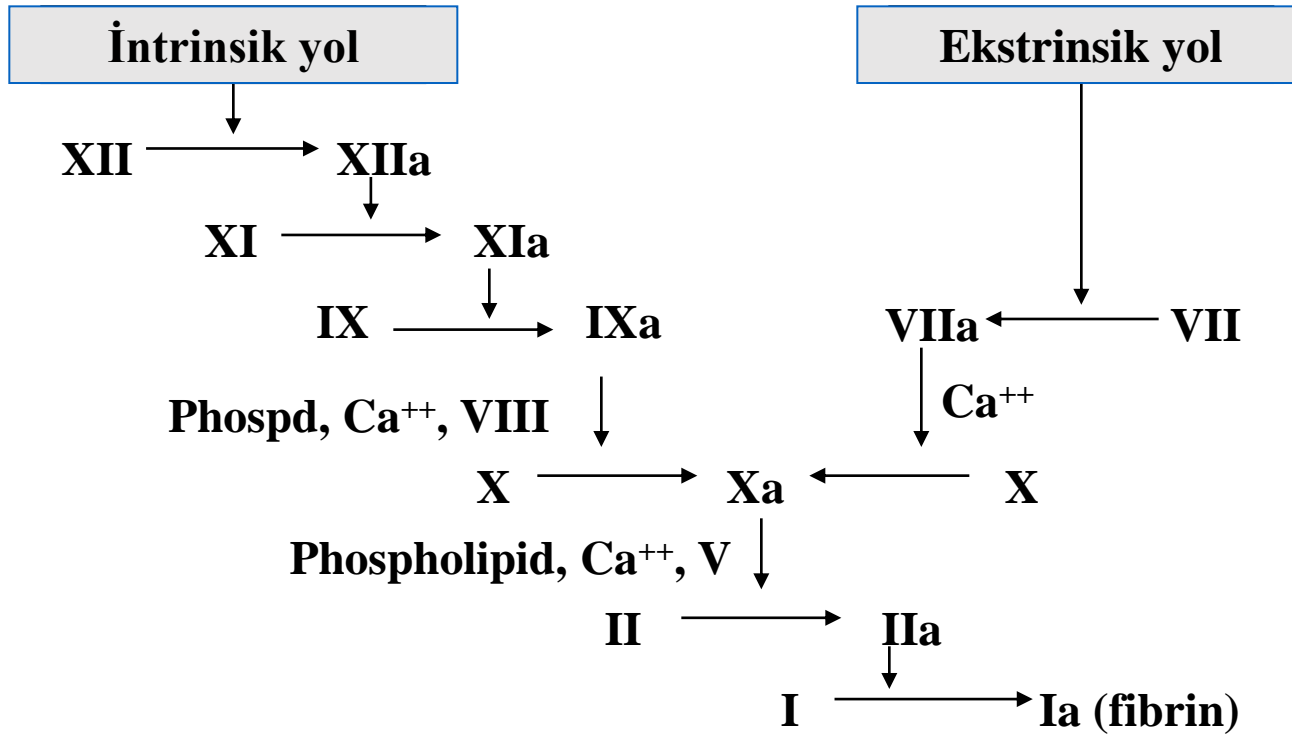 İntrinsik yol
Ekstrinsik yol
XII XIIa
XI XIa
IX IXa
VIIa VII
Phospd, Ca⁺⁺, VIII
Ca⁺⁺
X Xa X
Phospholipid, Ca⁺⁺, V
II IIa
I Ia (fibrin)